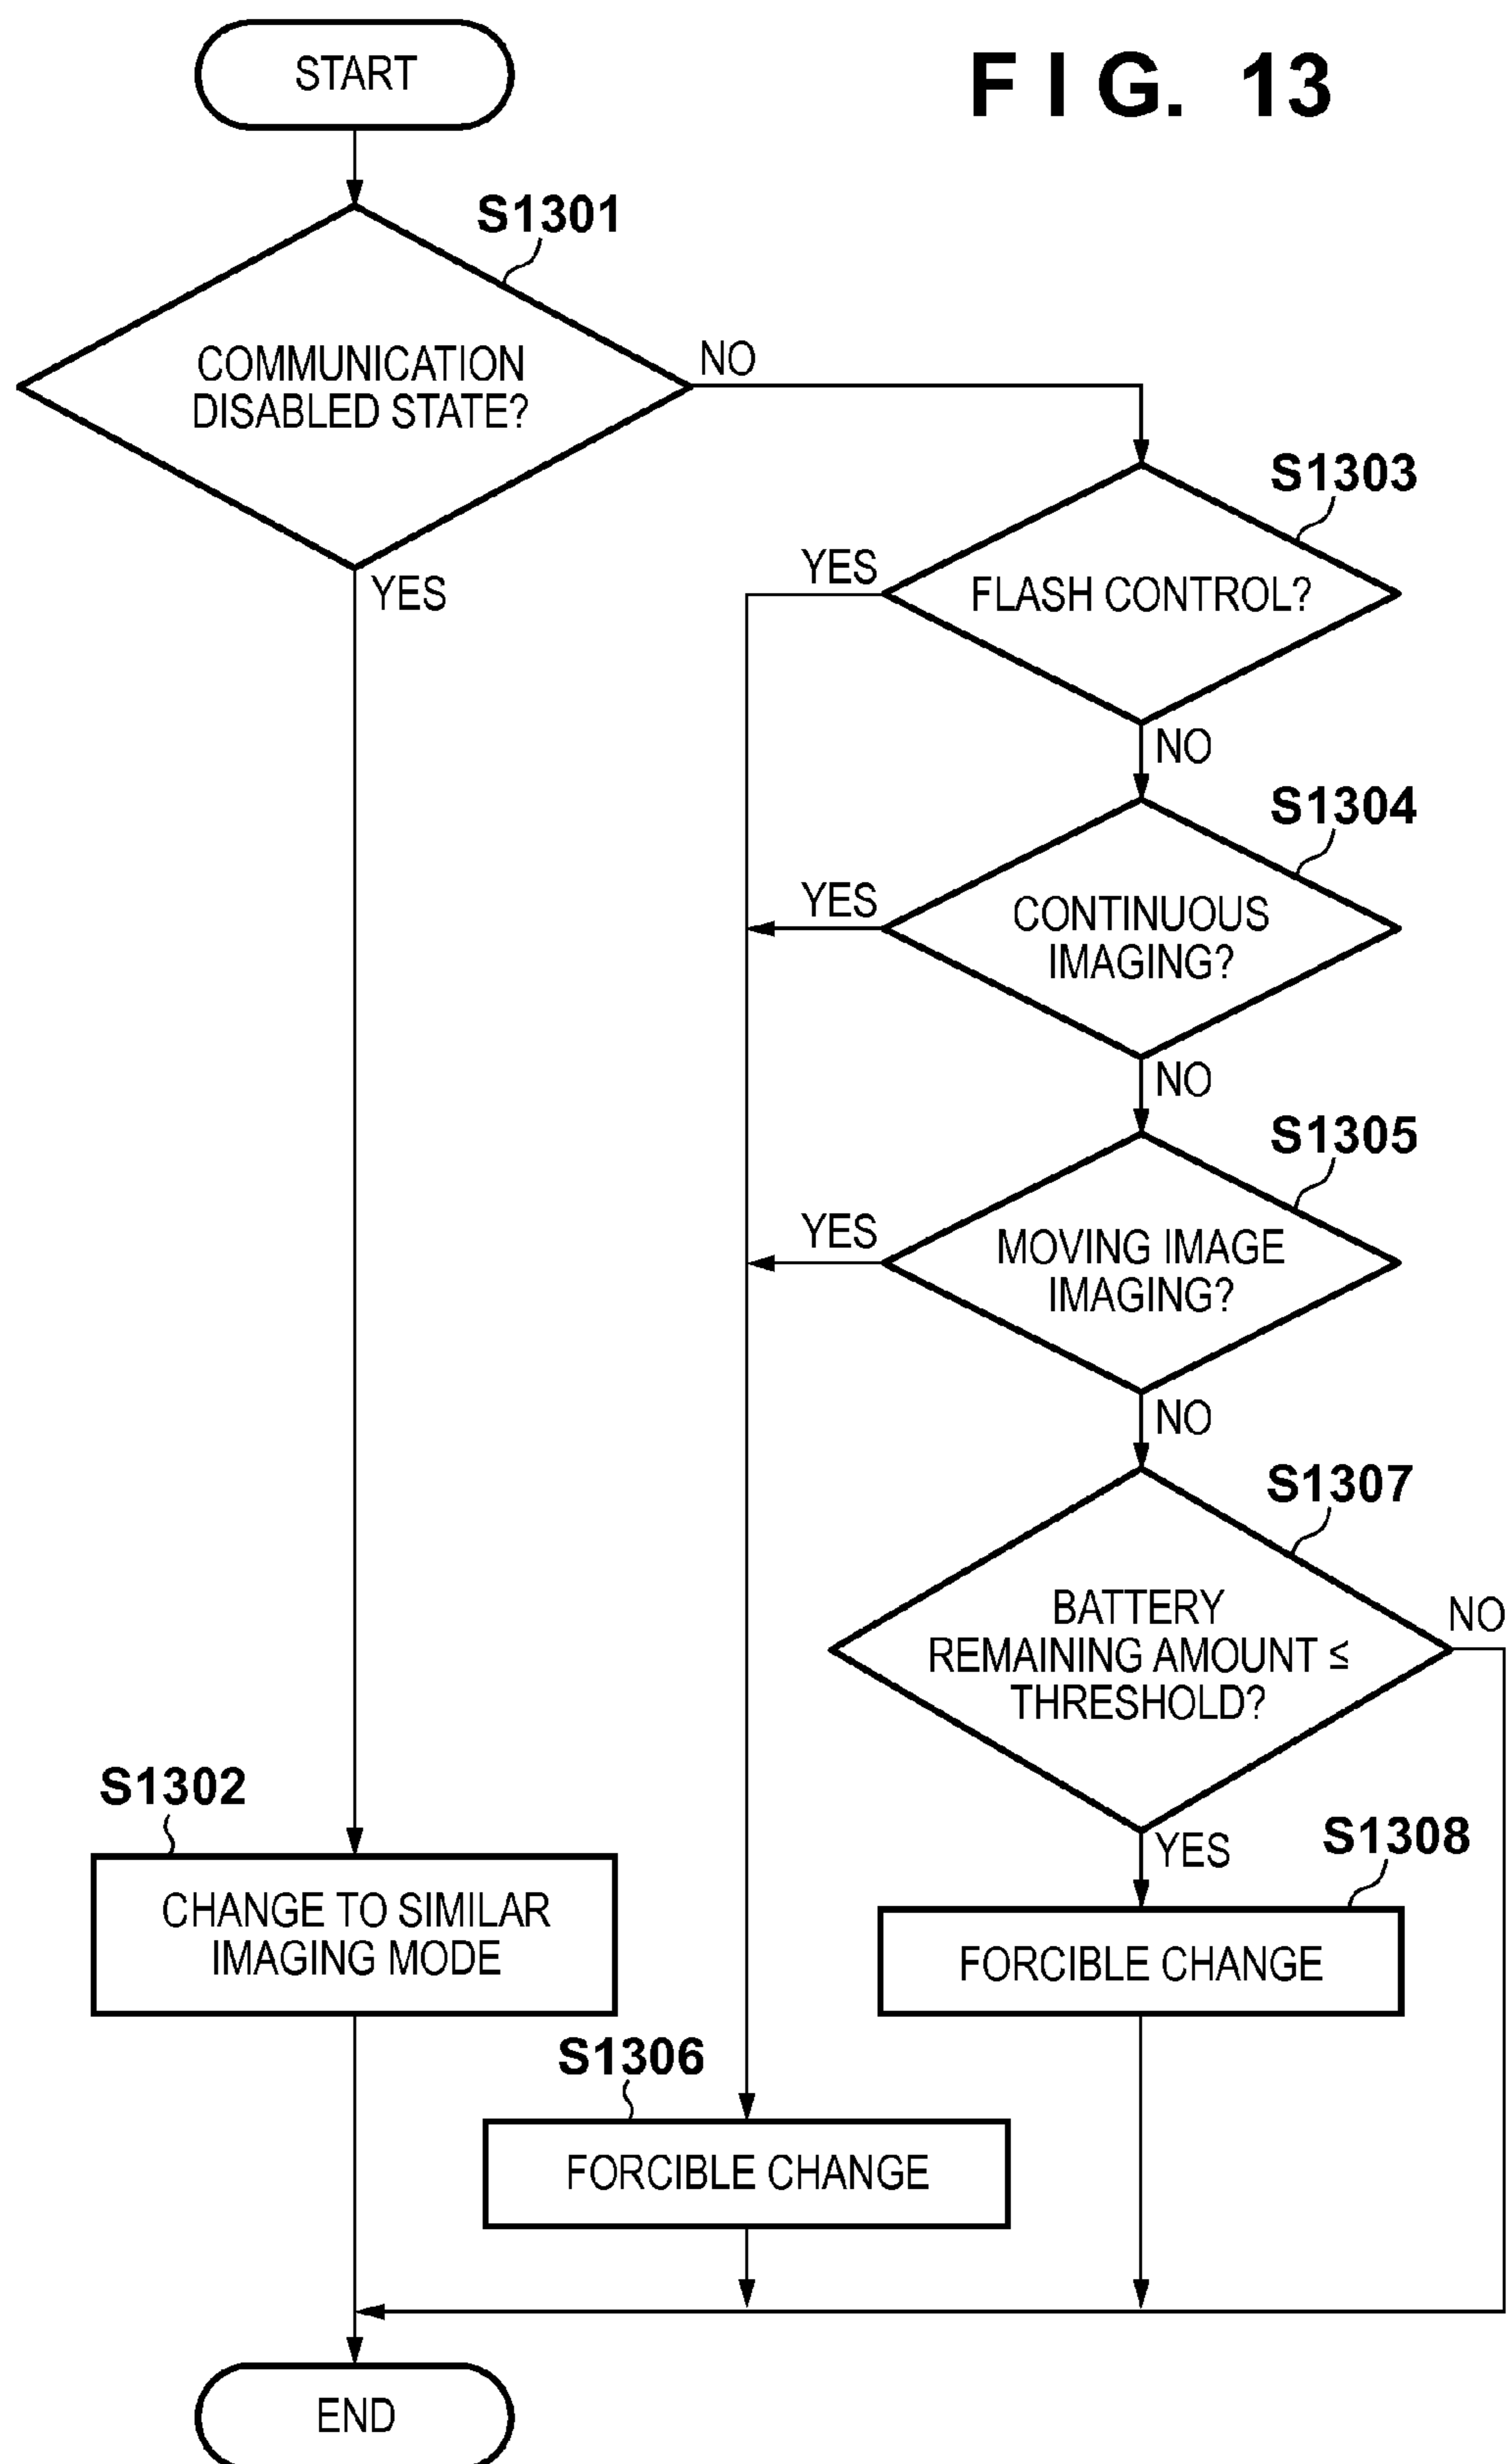 START
FIG. 13
S1301
COMMUNICATION
DISABLED STATE?
NO
YES
S1303
FLASH CONTROL?
YES
NO
S1304
CONTINUOUS
IMAGING?
YES
NO
S1305
MOVING IMAGE
IMAGING?
YES
NO
S1307
BATTERY
REMAINING AMOUNT ≤
THRESHOLD?
NO
YES
S1302
CHANGE TO SIMILAR
IMAGING MODE
S1308
FORCIBLE CHANGE
S1306
FORCIBLE CHANGE
END